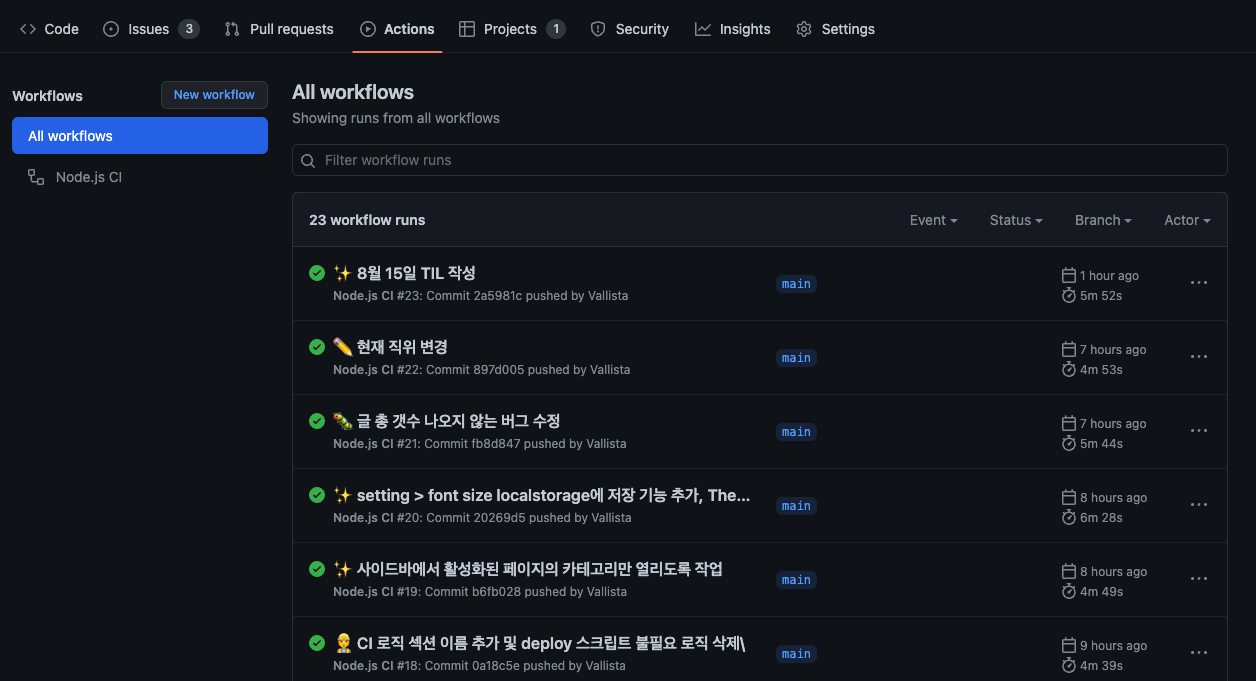 Code Issues 3 Pull requests Actions Projects 1 Security Insights Settings
Workflows New workflow
All workflows
Node.js CI
All workflows
Showing runs from all workflows
Filter workflow runs
23 workflow runs Event Status Branch Actor
✨ 8월 15일 TIL 작성
Node.js CI #23: Commit 2a5981c pushed by Vallista
main
1 hour ago
5m 52s
✏️ 현재 직위 변경
Node.js CI #22: Commit 897d005 pushed by Vallista
main
7 hours ago
4m 53s
🐛 글 총 갯수 나오지 않는 버그 수정
Node.js CI #21: Commit fb8d847 pushed by Vallista
main
7 hours ago
5m 44s
✨ setting > font size localstorage에 저장 기능 추가, The...
Node.js CI #20: Commit 20269d5 pushed by Vallista
main
8 hours ago
6m 28s
✨ 사이드바에서 활성화된 페이지의 카테고리만 열리도록 작업
Node.js CI #19: Commit b6fb028 pushed by Vallista
main
8 hours ago
4m 49s
👷 CI 로직 섹션 이름 추가 및 deploy 스크립트 불필요 로직 삭제\
Node.js CI #18: Commit 0a18c5e pushed by Vallista
main
9 hours ago
4m 39s